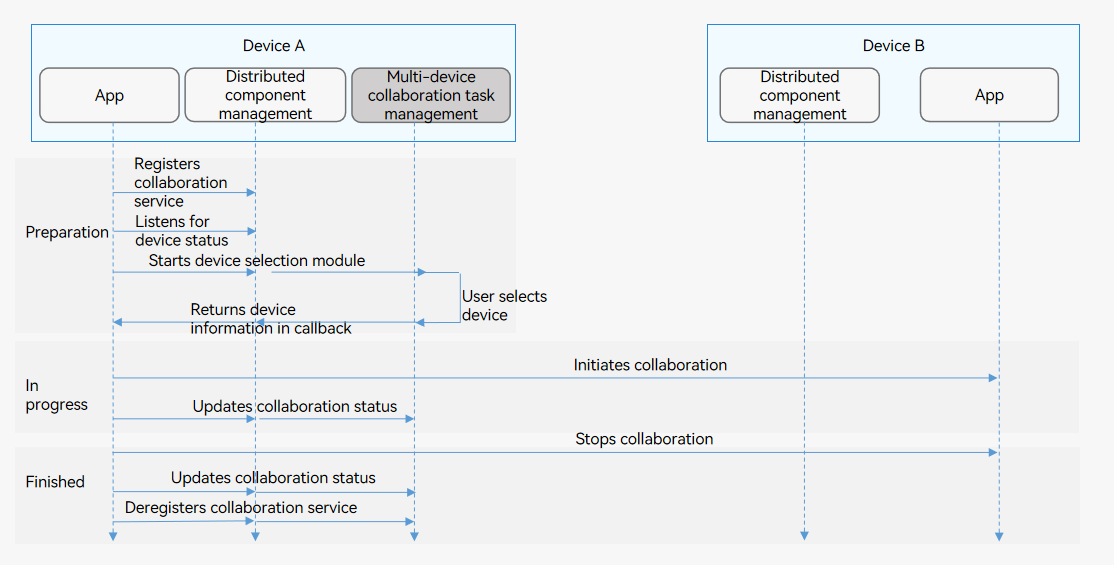 Device A
Device B
App
Distributed
component
management
Multi-device
collaboration task
management
Distributed
component
management
App
Registers
collaboration
service
Preparation
Listens for
device status
Starts device selection module
User selects
device
Returns device
information in callback
Initiates collaboration
In
progress
Updates collaboration status
Stops collaboration
Finished
Updates collaboration status
Deregisters collaboration service